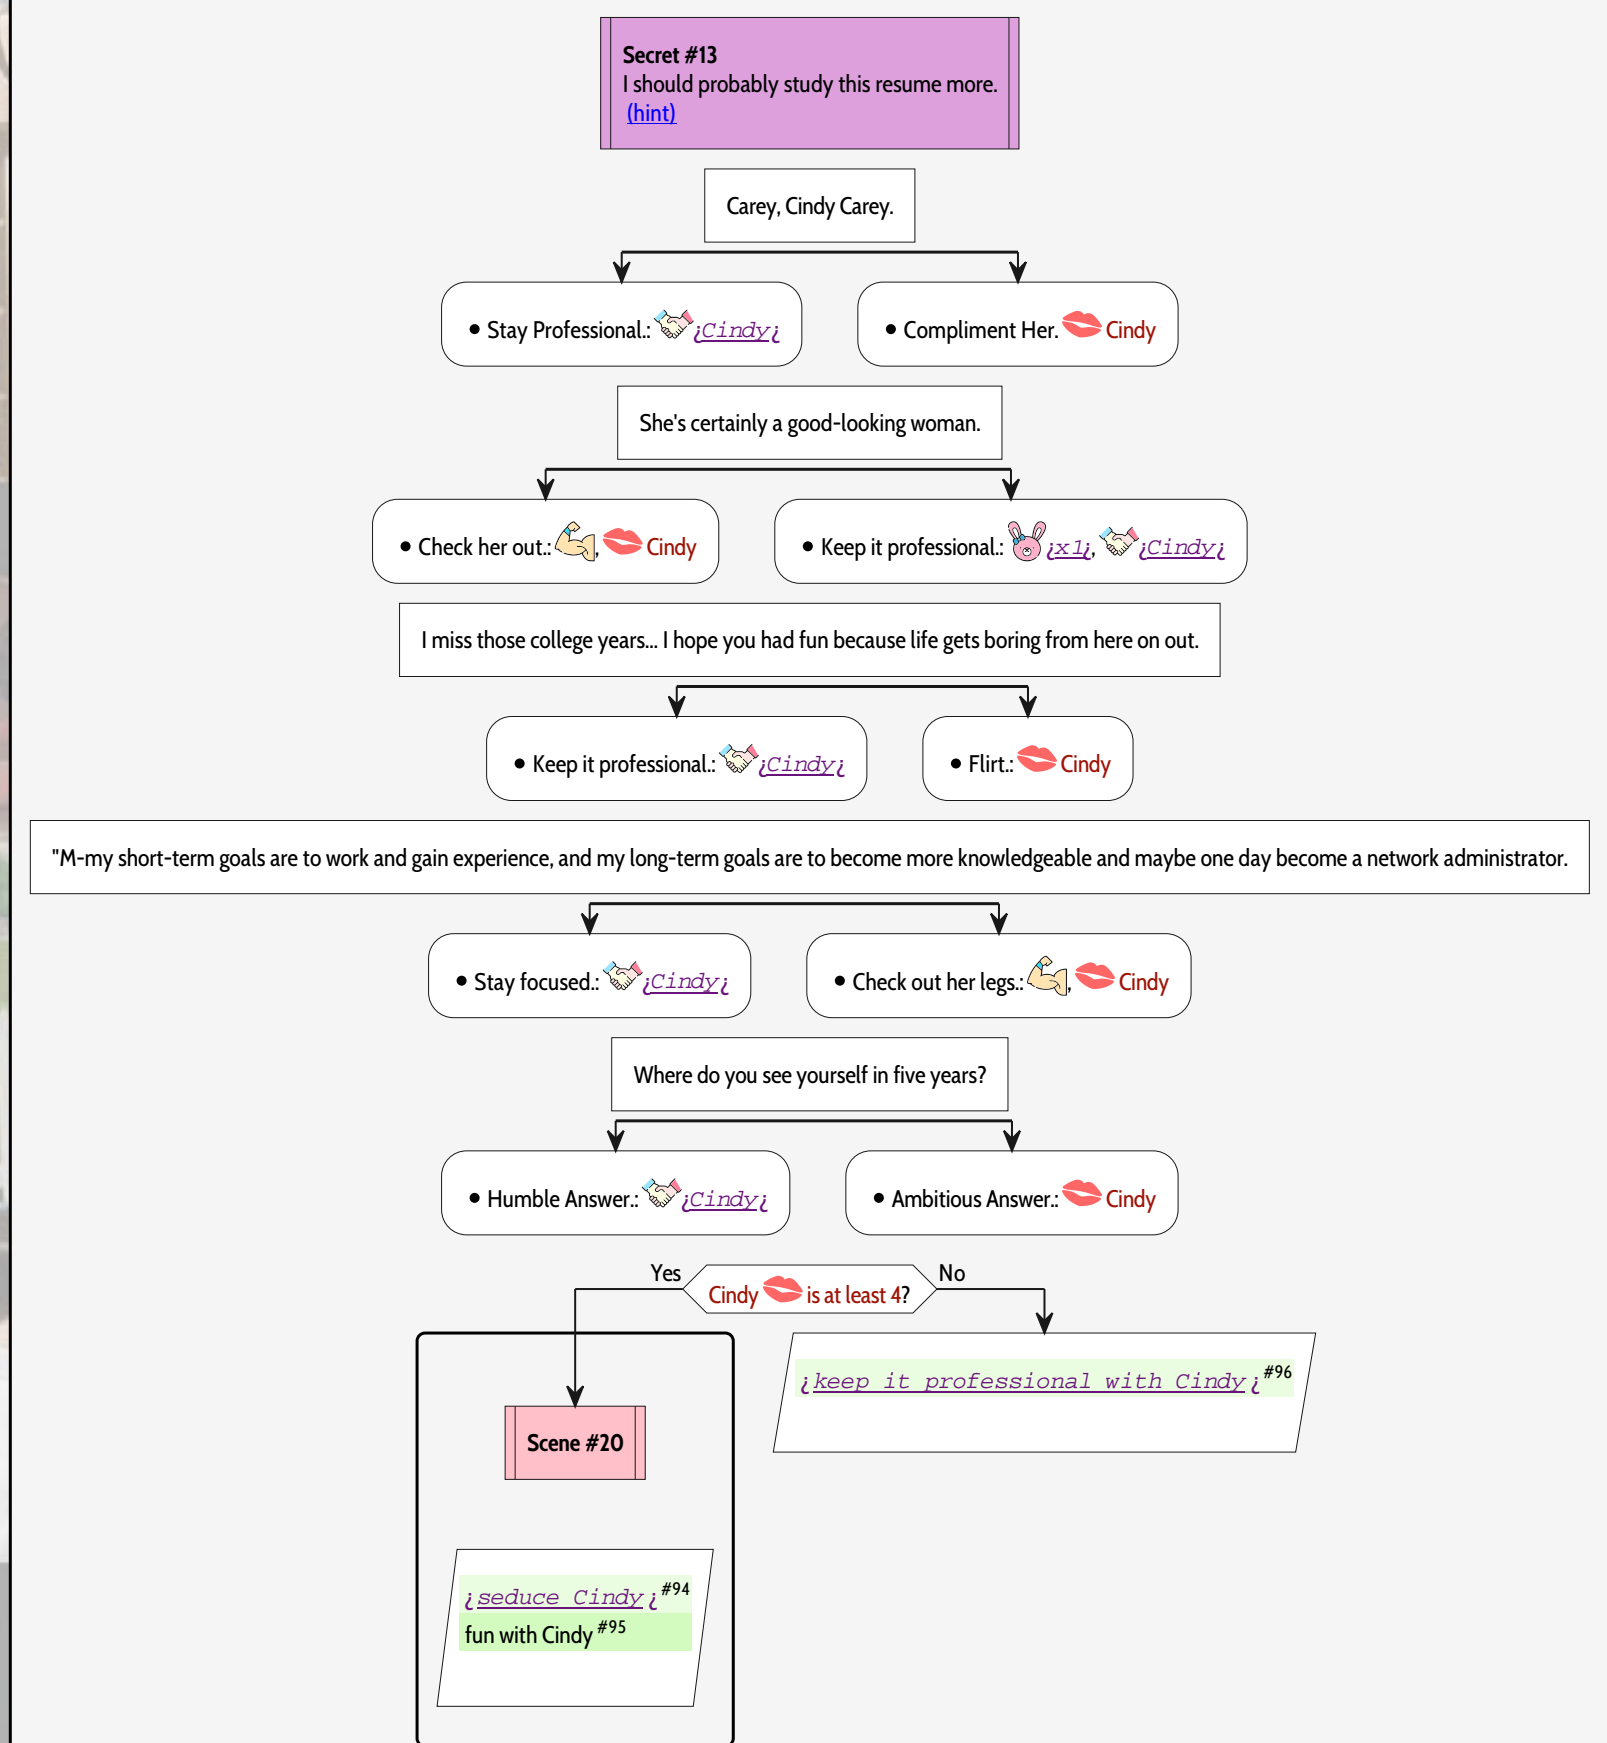 Secret #13
I should probably study this resume more.
(hint)
Carey, Cindy Carey.
• Stay Professional.: ¿Cindy¿
• Compliment Her. Cindy
She's certainly a good-looking woman.
• Check her out.: , Cindy
• Keep it professional.: ¿x1¿, ¿Cindy¿
I miss those college years... I hope you had fun because life gets boring from here on out.
• Keep it professional.: ¿Cindy¿
• Flirt.: Cindy
"M-my short-term goals are to work and gain experience, and my long-term goals are to become more knowledgeable and maybe one day become a network administrator.
• Stay focused.: ¿Cindy¿
• Check out her legs.: , Cindy
Where do you see yourself in five years?
• Humble Answer.: ¿Cindy¿
• Ambitious Answer.: Cindy
Yes
Cindy is at least 4?
No
¿keep it professional with Cindy¿ #96
Scene #20
¿seduce Cindy¿ #94
fun with Cindy #95